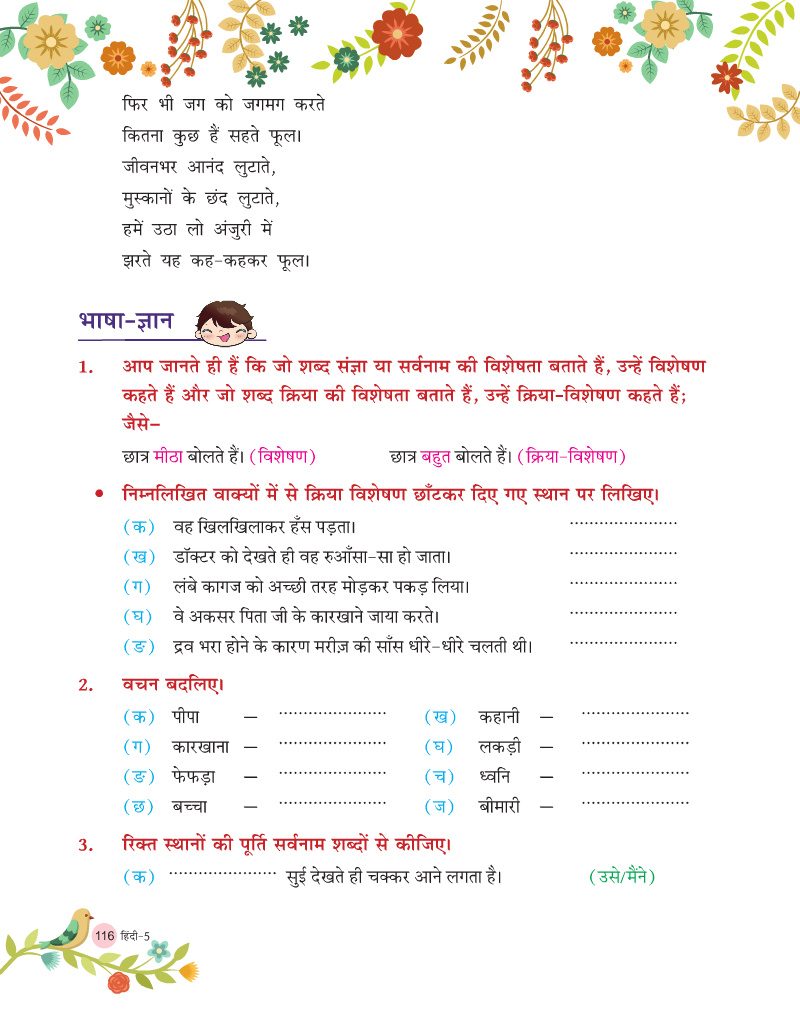 फिर भी जग को जगमग करते
कितना कुछ हैं सहते फूल।
जीवनभर आनंद लुटाते,
मुस्कानों के छंद लुटाते,
हमें उठा लो अंजुरी में
झरते यह कह-कहकर फूल।
भाषा-ज्ञान
1. आप जानते ही हैं कि जो शब्द संज्ञा या सर्वनाम की विशेषता बताते हैं, उन्हें विशेषण
कहते हैं और जो शब्द क्रिया की विशेषता बताते हैं, उन्हें क्रिया-विशेषण कहते हैं;
जैसे–
छात्र मीठा बोलते हैं। (विशेषण) छात्र बहुत बोलते हैं। (क्रिया-विशेषण)
• निम्नलिखित वाक्यों में से क्रिया विशेषण छाँटकर दिए गए स्थान पर लिखिए।
(क) वह खिलखिलाकर हँस पड़ता। ......................
(ख) डॉक्टर को देखते ही वह रुआँसा-सा हो जाता। ......................
(ग) लंबे कागज को अच्छी तरह मोड़कर पकड़ लिया। ......................
(घ) वे अकसर पिता जी के कारखाने जाया करते। ......................
(ङ) द्रव भरा होने के कारण मरीज़ की साँस धीरे-धीरे चलती थी। ......................
2. वचन बदलिए।
(क) पीपा – ...................... (ख) कहानी – ......................
(ग) कारखाना – ...................... (घ) लकड़ी – ......................
(ङ) फेफड़ा – ...................... (च) ध्वनि – ......................
(छ) बच्चा – ...................... (ज) बीमारी – ......................
3. रिक्त स्थानों की पूर्ति सर्वनाम शब्दों से कीजिए।
(क) ...................... सुई देखते ही चक्कर आने लगता है। (उसे/मैंने)
116 हिंदी-5